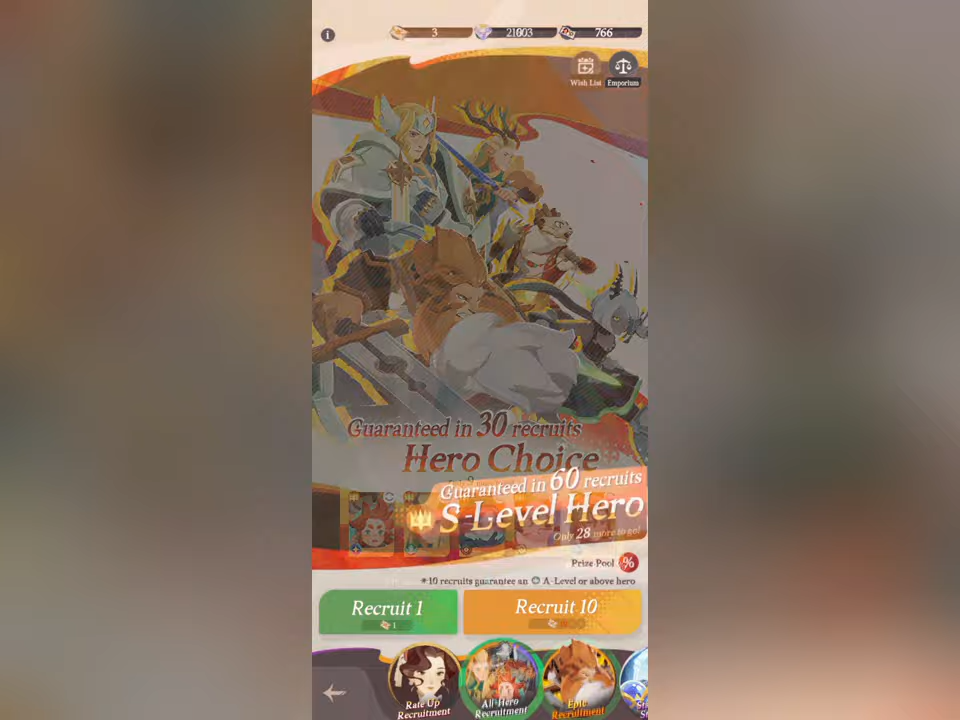 3
766
Wish List
Emporium
Guaranteed in 30 recruits
Hero Choice
Guaranteed in 60 recruits
S-Level Hero
Only 28 more to go!
Prize Pool %
*10 recruits guarantee an A-Level or above hero
Recruit 1
Recruit 10
1
Rate Up
Recruitment
All-Hero
Recruitment
Epic
Recruitment